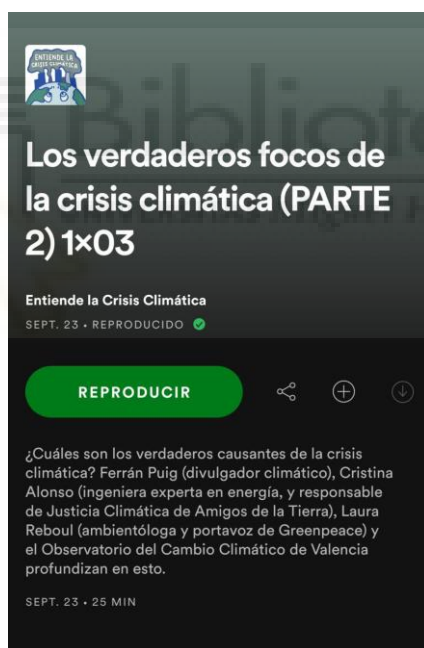 ENTIENDE LA
CRISIS CLIMÁTICA
Bibliot
Los verdaderos focos de
la crisis climática (PARTE
2) 1×03
Entiende la Crisis Climática
SEPT. 23 • REPRODUCIDO
REPRODUCIR
¿Cuáles son los verdaderos causantes de la crisis
climática? Ferrán Puig (divulgador climático), Cristina
Alonso (ingeniera experta en energía, y responsable
de Justicia Climática de Amigos de la Tierra), Laura
Reboul (ambientóloga y portavoz de Greenpeace) y
el Observatorio del Cambio Climático de Valencia
profundizan en esto.
SEPT. 23 • 25 MIN